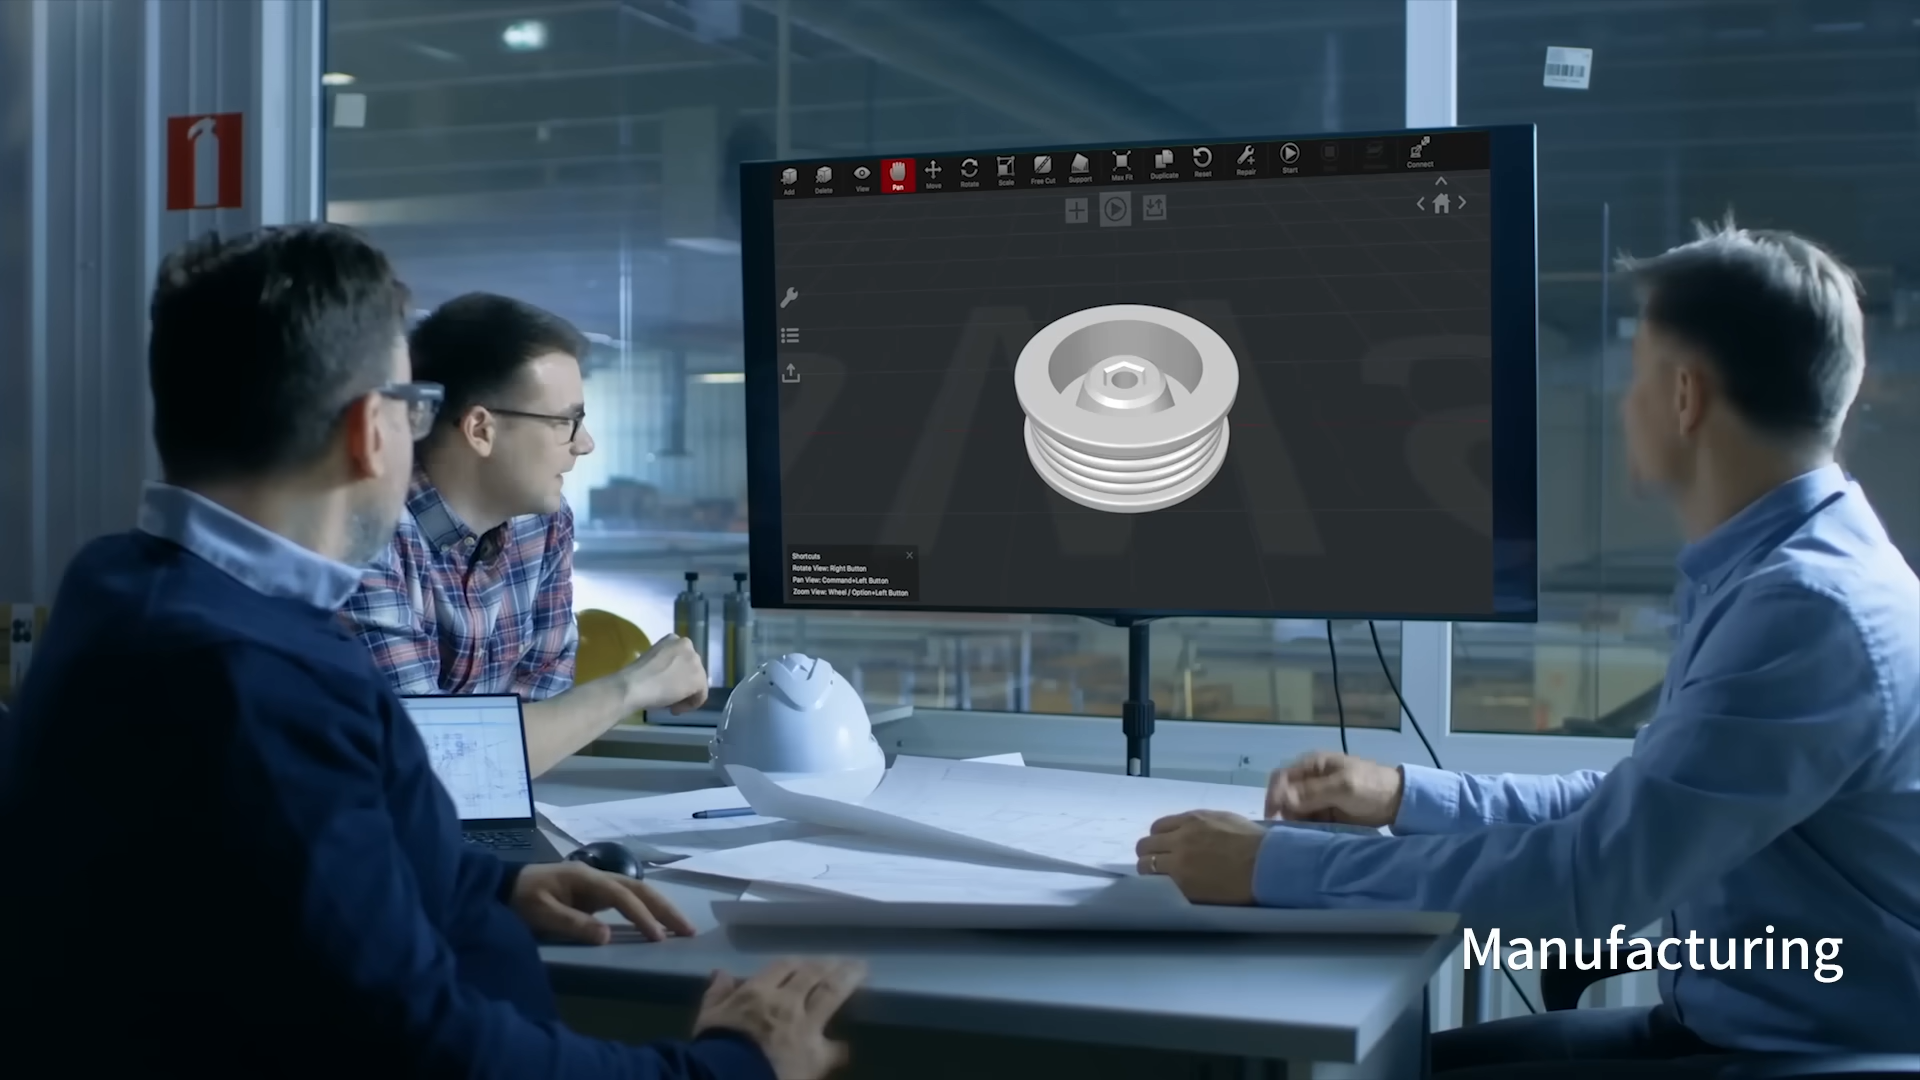 Add
Delete
View
Pan
Move
Rotate
Scale
Free Cut
Support
Max Fit
Duplicate
Reset
Repair
Start
Connect
Shortcuts
Rotate View: Right Button
Pan View: Command+Left Button
Zoom View: Wheel / Option+Left Button
Manufacturing